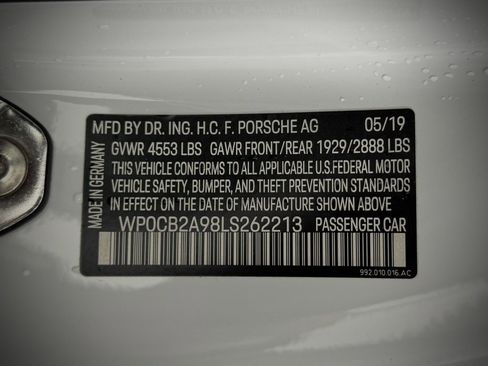 MFD BY DR. ING. H.C. F. PORSCHE AG 05/19
GVWR 4553 LBS GAWR FRONT/REAR 1929/2888 LBS
THIS VEHICLE CONFORMS TO ALL APPLICABLE U.S.FEDERAL MOTOR
VEHICLE SAFETY, BUMPER, AND THEFT PREVENTION STANDARDS
IN EFFECT ON THE DATE OF MANUFACTURE SHOWN ABOVE.
WP0CB2A98LS262213 PASSENGER CAR
992.010.016.AC
MADE IN GERMANY